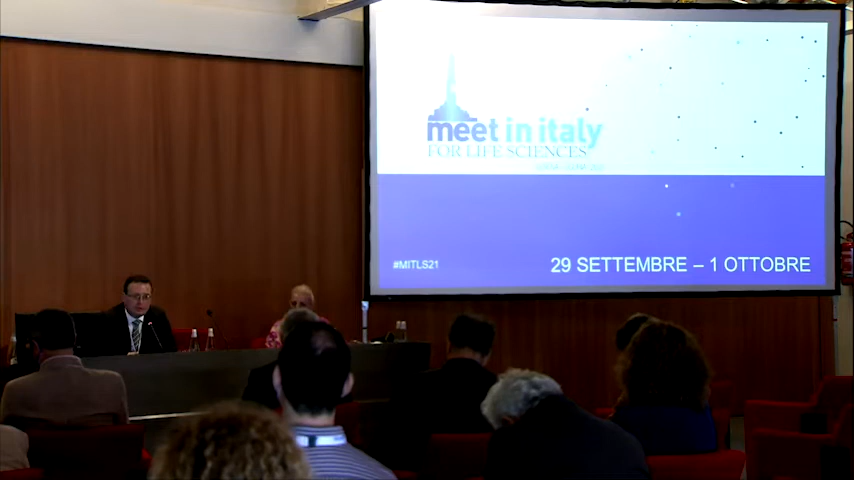 meet in italy
FOR LIFE SCIENCES
#MITLS21
29 SETTEMBRE – 1 OTTOBRE